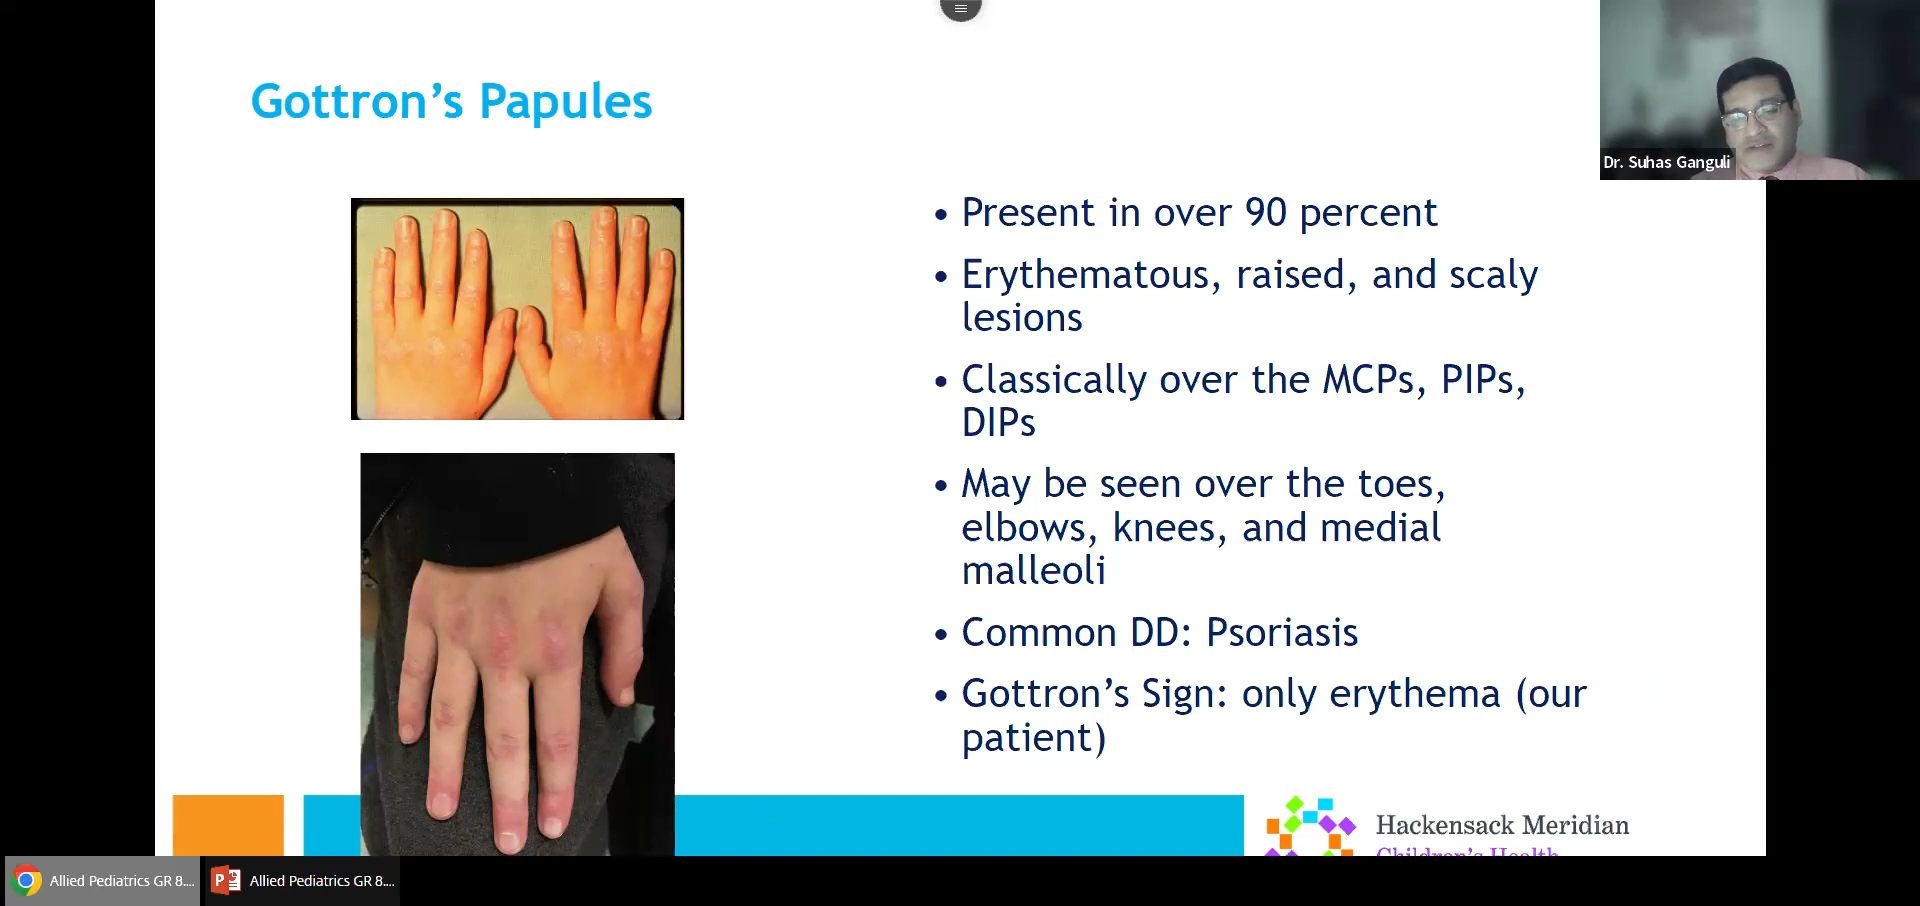 Gottron’s Papules
Dr. Suhas Ganguli
• Present in over 90 percent
• Erythematous, raised, and scaly
lesions
• Classically over the MCPs, PIPs,
DIPs
• May be seen over the toes,
elbows, knees, and medial
malleoli
• Common DD: Psoriasis
• Gottron’s Sign: only erythema (our
patient)
Hackensack Meridian
Children’s Health
Allied Pediatrics GR 8....
Allied Pediatrics GR 8....